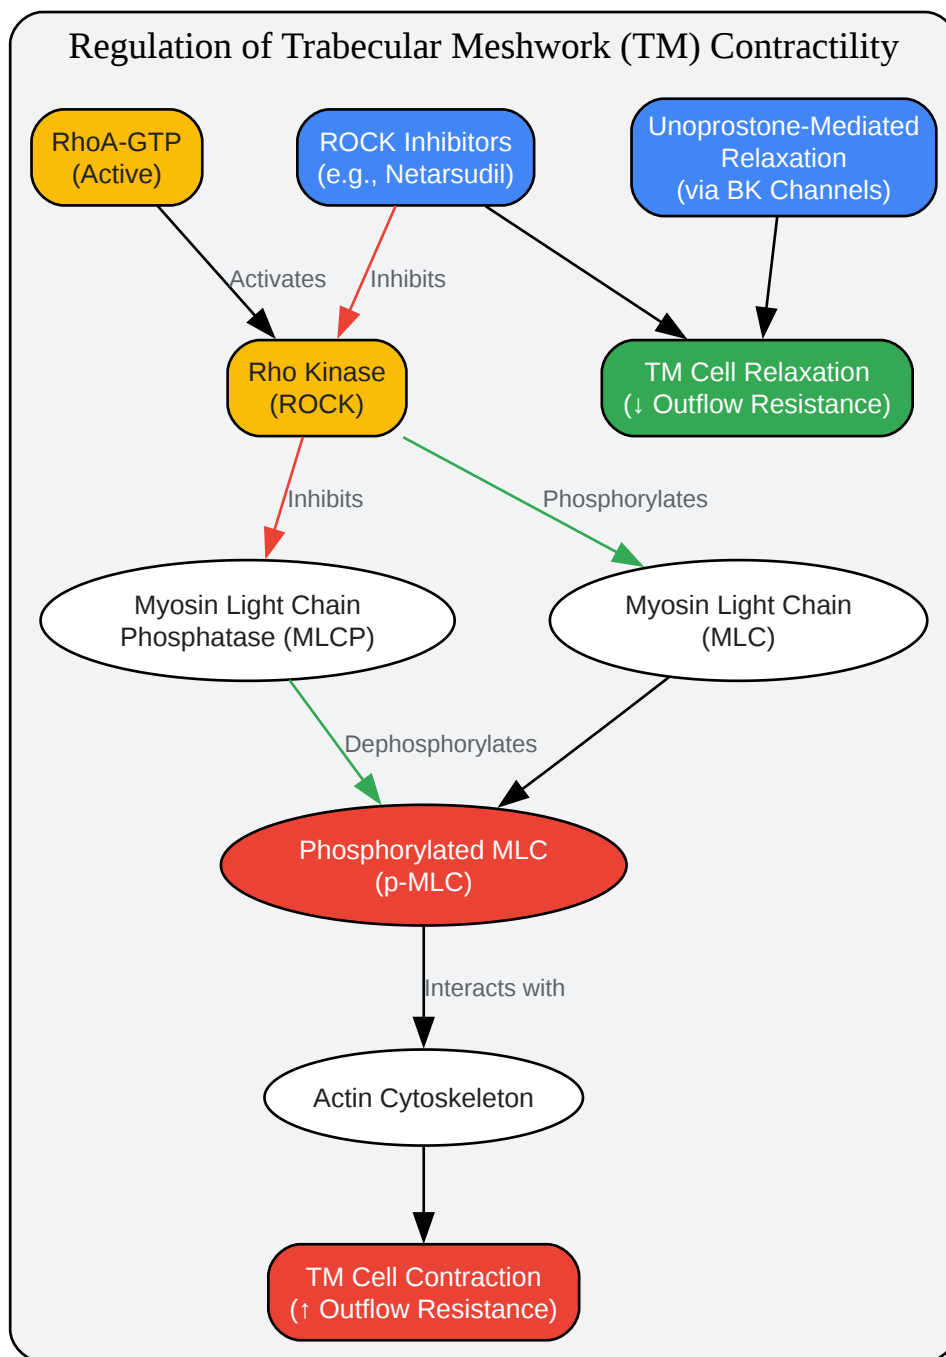 Regulation of Trabecular Meshwork (TM) Contractility
RhoA-GTP
(Active)
ROCK Inhibitors
(e.g., Netarsudil)
Unoprostone-Mediated
Relaxation
(via BK Channels)
Activates
Inhibits
Rho Kinase
(ROCK)
TM Cell Relaxation
(↓ Outflow Resistance)
Inhibits
Phosphorylates
Myosin Light Chain
Phosphatase (MLCP)
Myosin Light Chain
(MLC)
Dephosphorylates
Phosphorylated MLC
(p-MLC)
Interacts with
Actin Cytoskeleton
TM Cell Contraction
(↑ Outflow Resistance)